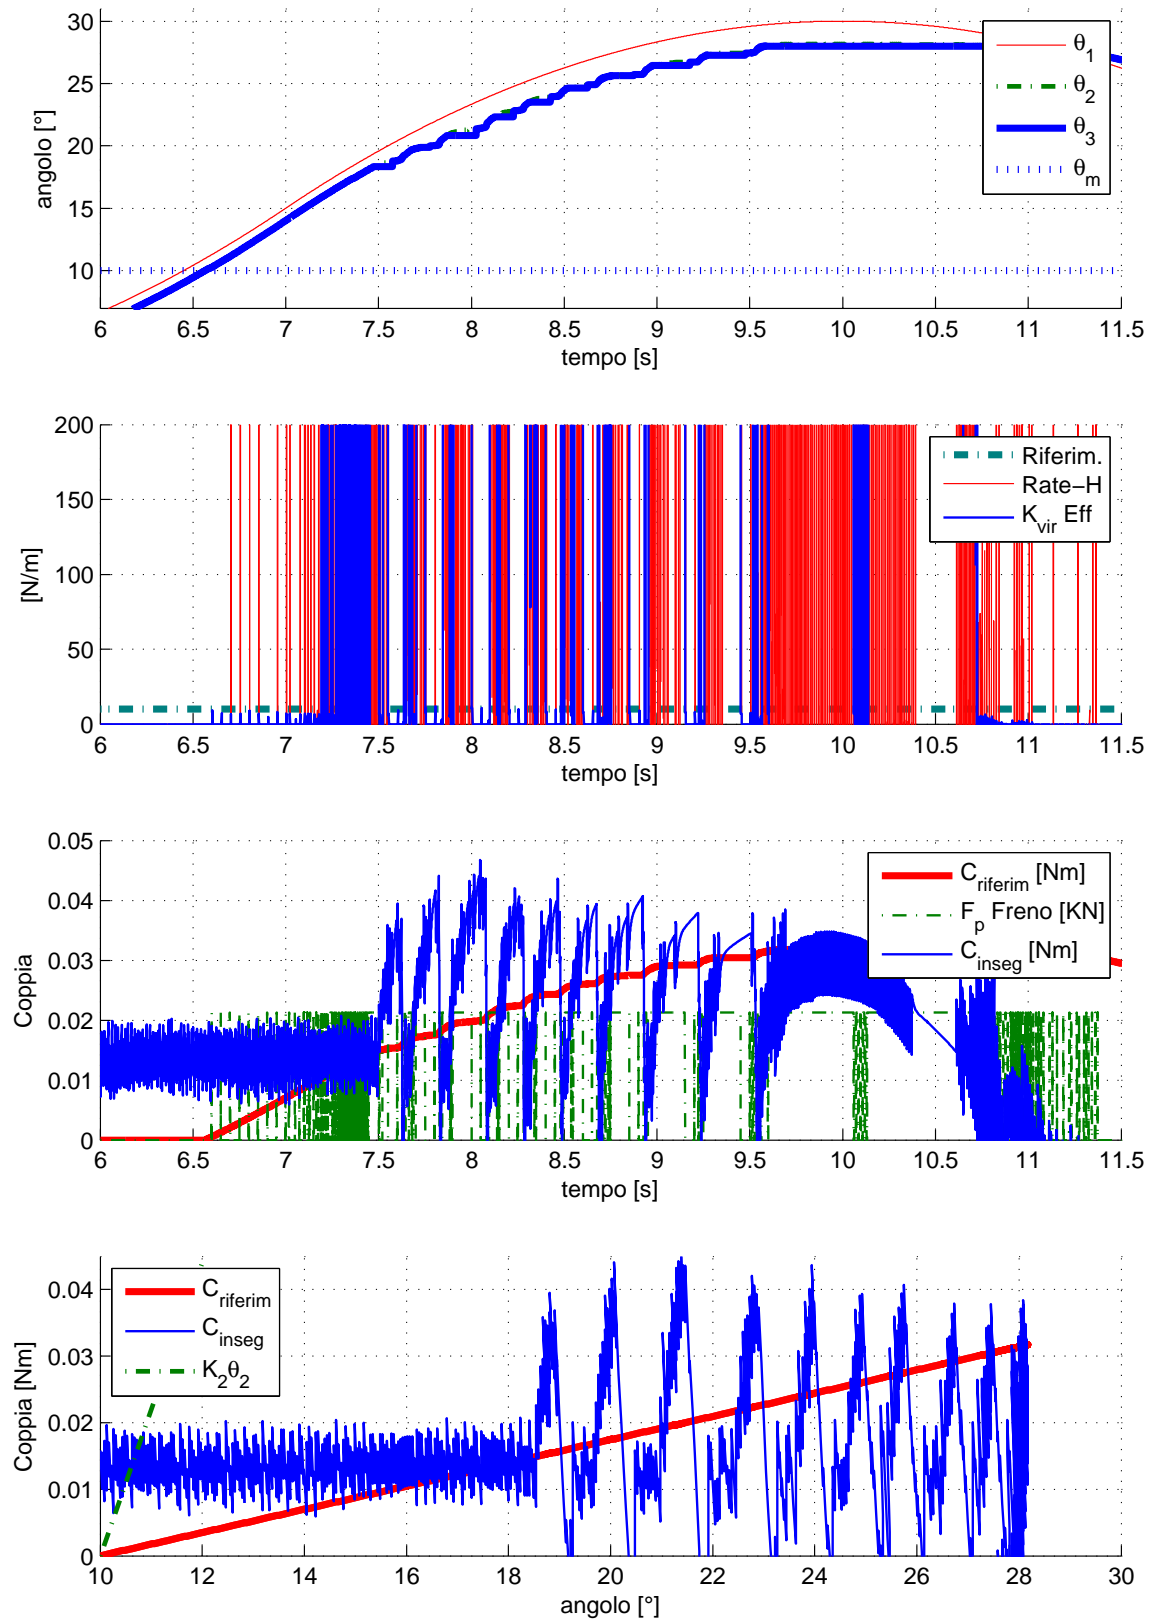 30
25
20
15
10
angolo [°]
θ1
θ2
θ3
θm
6 6.5 7 7.5 8 8.5 9 9.5 10 10.5 11 11.5
tempo [s]
200
150
100
50
0
[N/m]
Riferim.
Rate−H
Kvir Eff
6 6.5 7 7.5 8 8.5 9 9.5 10 10.5 11 11.5
tempo [s]
0.05
0.04
0.03
0.02
0.01
0
Coppia
Criferim [Nm]
Fp Freno [KN]
Cinseg [Nm]
6 6.5 7 7.5 8 8.5 9 9.5 10 10.5 11 11.5
tempo [s]
0.04
0.03
0.02
0.01
0
Coppia [Nm]
Criferim
Cinseg
K2θ2
10 12 14 16 18 20 22 24 26 28 30
angolo [°]